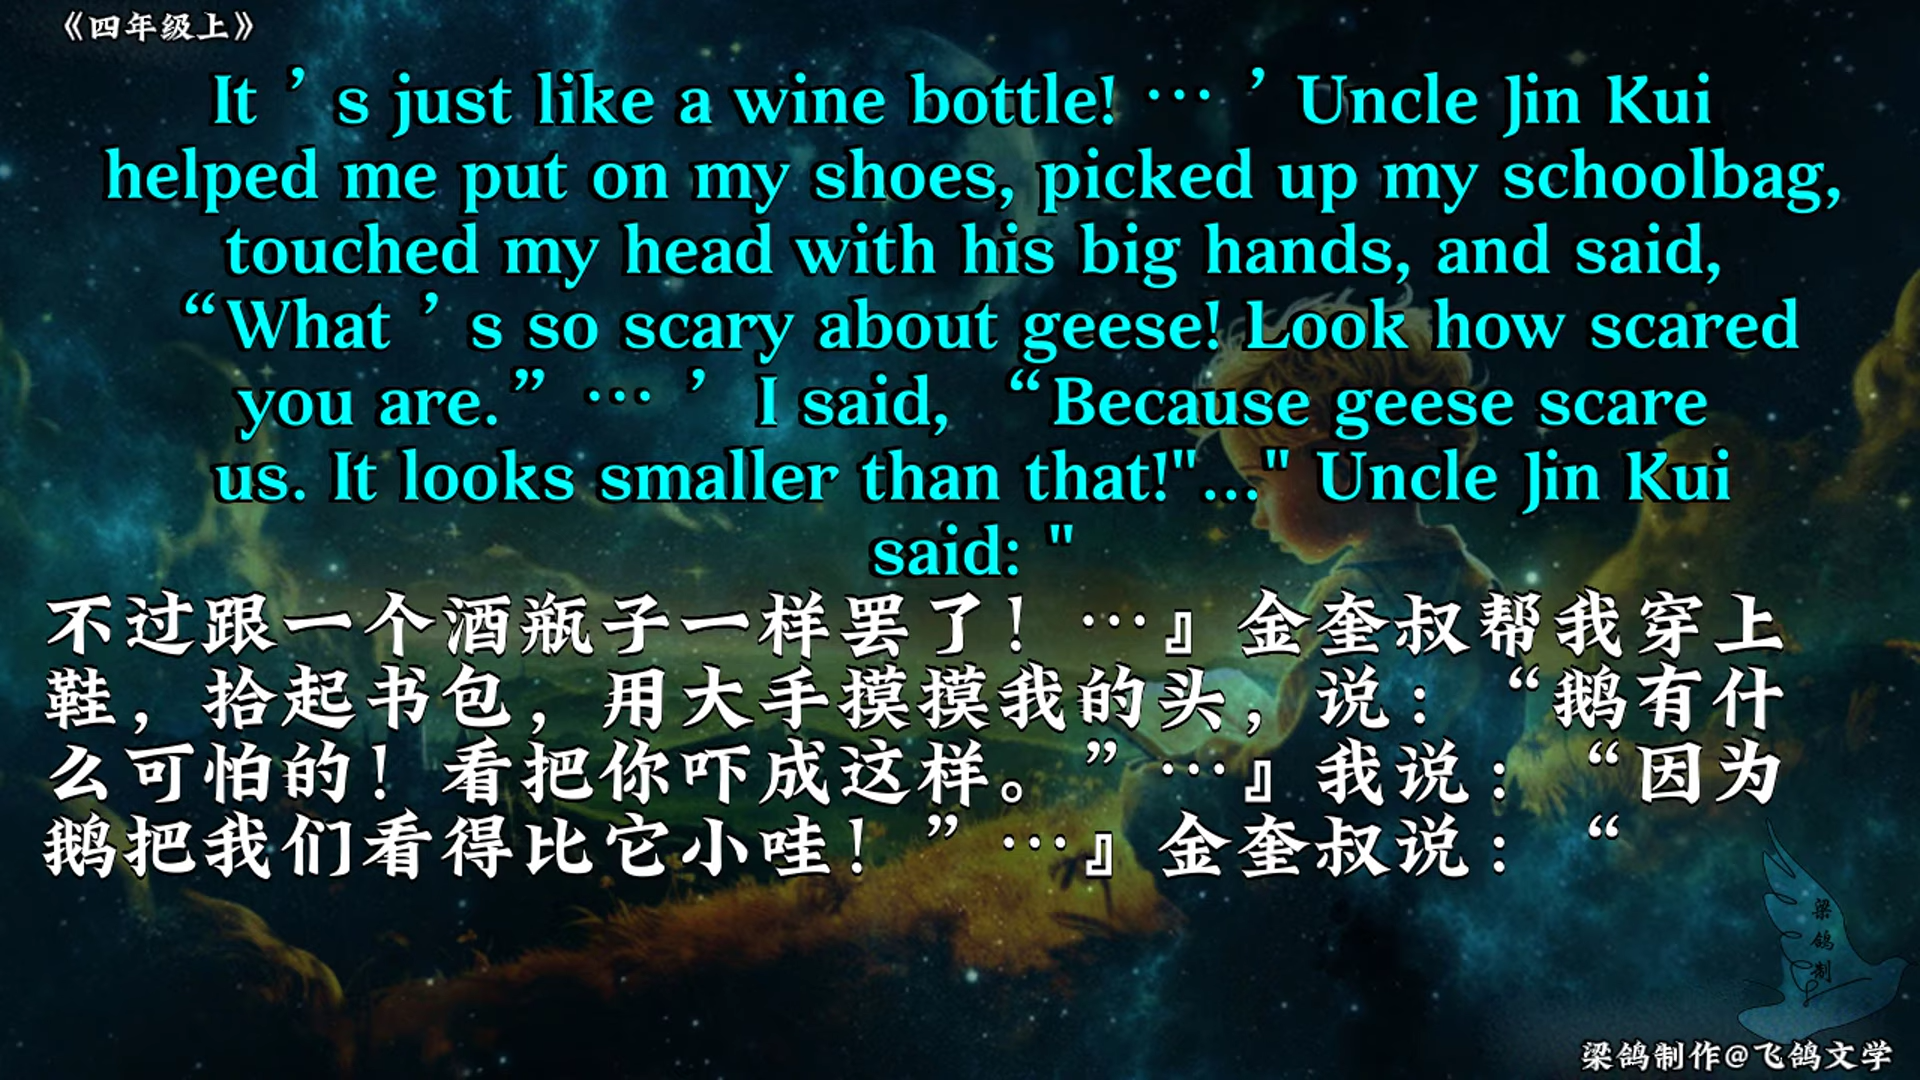 《四年级上》
It ’ s just like a wine bottle! … ’ Uncle Jin Kui
helped me put on my shoes, picked up my schoolbag,
touched my head with his big hands, and said,
“What ’ s so scary about geese! Look how scared
you are.” … ’ I said, “Because geese scare
us. It looks smaller than that!"..." Uncle Jin Kui
said: "
不过跟一个酒瓶子一样罢了！…』金奎叔帮我穿上
鞋，拾起书包，用大手摸摸我的头，说：“鹅有什
么可怕的！看把你吓成这样。”…』我说：“因为
鹅把我们看得比它小哇！”…』金奎叔说：“
梁
鸽
制
梁鸽制作@飞鸽文学